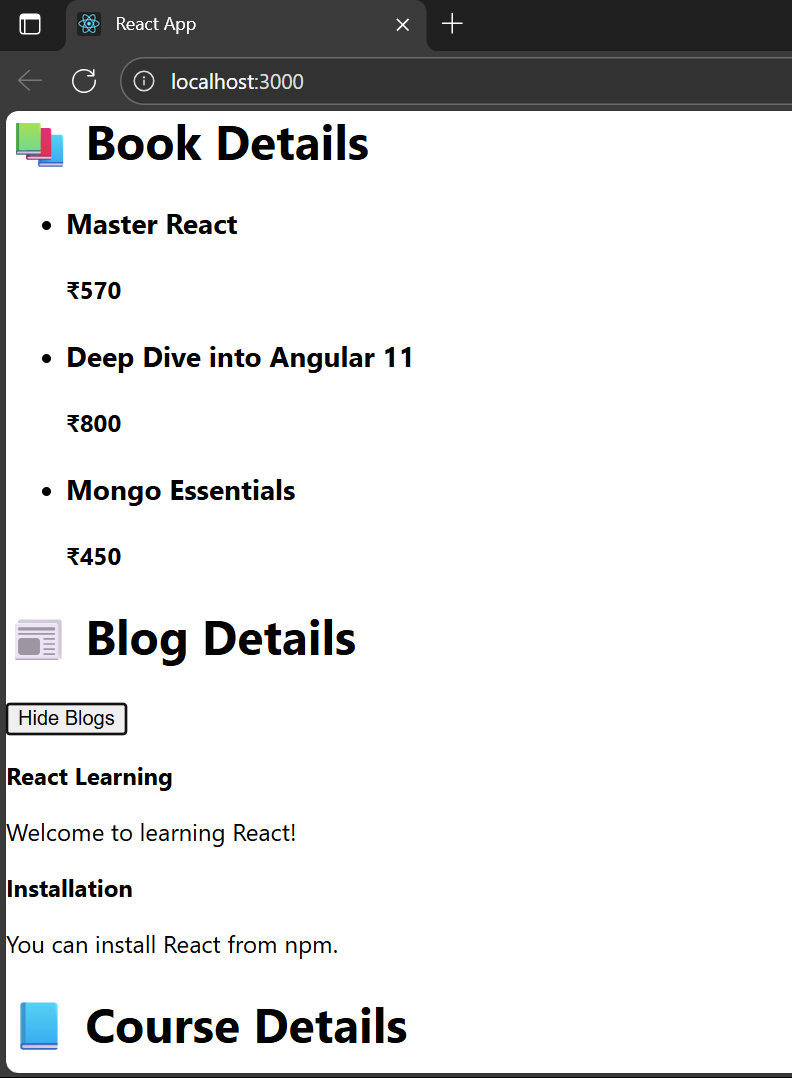 React App
localhost:3000
Book Details
Master React
₹570
Deep Dive into Angular 11
₹800
Mongo Essentials
₹450
Blog Details
Hide Blogs
React Learning
Welcome to learning React!
Installation
You can install React from npm.
Course Details